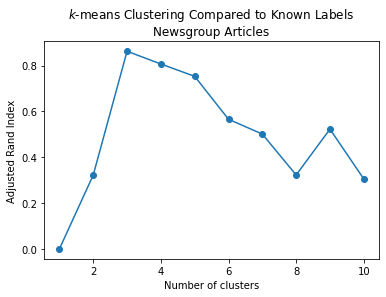 k-means Clustering Compared to Known Labels
Newsgroup Articles
Adjusted Rand Index
0.8
0.6
0.4
0.2
0.0
2 4 6 8 10
Number of clusters